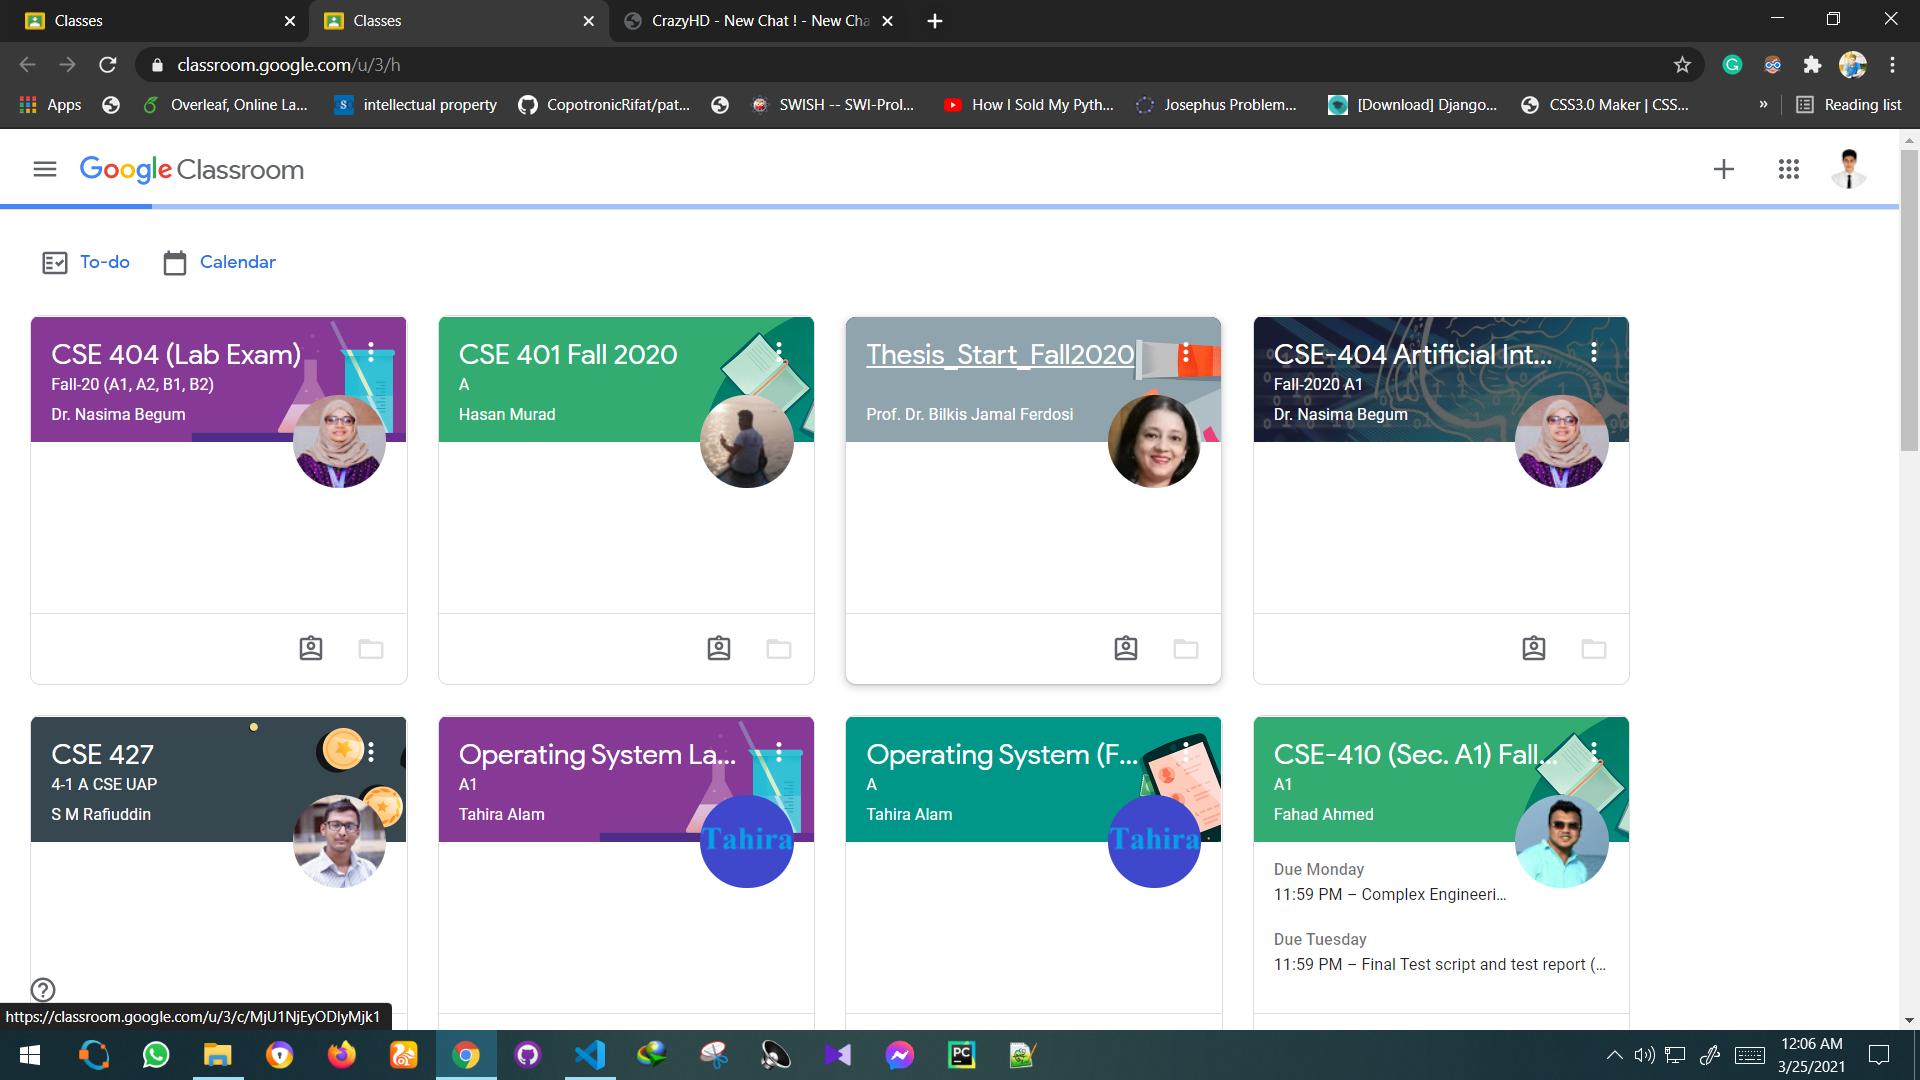 Classes
Classes
CrazyHD - New Chat ! - New Cha
classroom.google.com/u/3/h
Apps
Overleaf, Online La...
intellectual property
CopotronicRifat/pat...
SWISH -- SWI-Prol...
How I Sold My Pyth...
Josephus Problem...
[Download] Django...
CSS3.0 Maker | CSS...
»
Reading list
Google Classroom
To-do
Calendar
CSE 404 (Lab Exam)
Fall-20 (A1, A2, B1, B2)
Dr. Nasima Begum
CSE 401 Fall 2020
A
Hasan Murad
Thesis_Start_Fall2020
Prof. Dr. Bilkis Jamal Ferdosi
CSE-404 Artificial Int...
Fall-2020 A1
Dr. Nasima Begum
CSE 427
4-1 A CSE UAP
S M Rafiuddin
Operating System La...
A1
Tahira Alam
Tahira
Operating System (F...
A
Tahira Alam
Tahira
CSE-410 (Sec. A1) Fall...
A1
Fahad Ahmed
Due Monday
11:59 PM – Complex Engineeri...
Due Tuesday
11:59 PM – Final Test script and test report (...
https://classroom.google.com/u/3/c/MjU1NjEyODIyMjk1
12:06 AM
3/25/2021